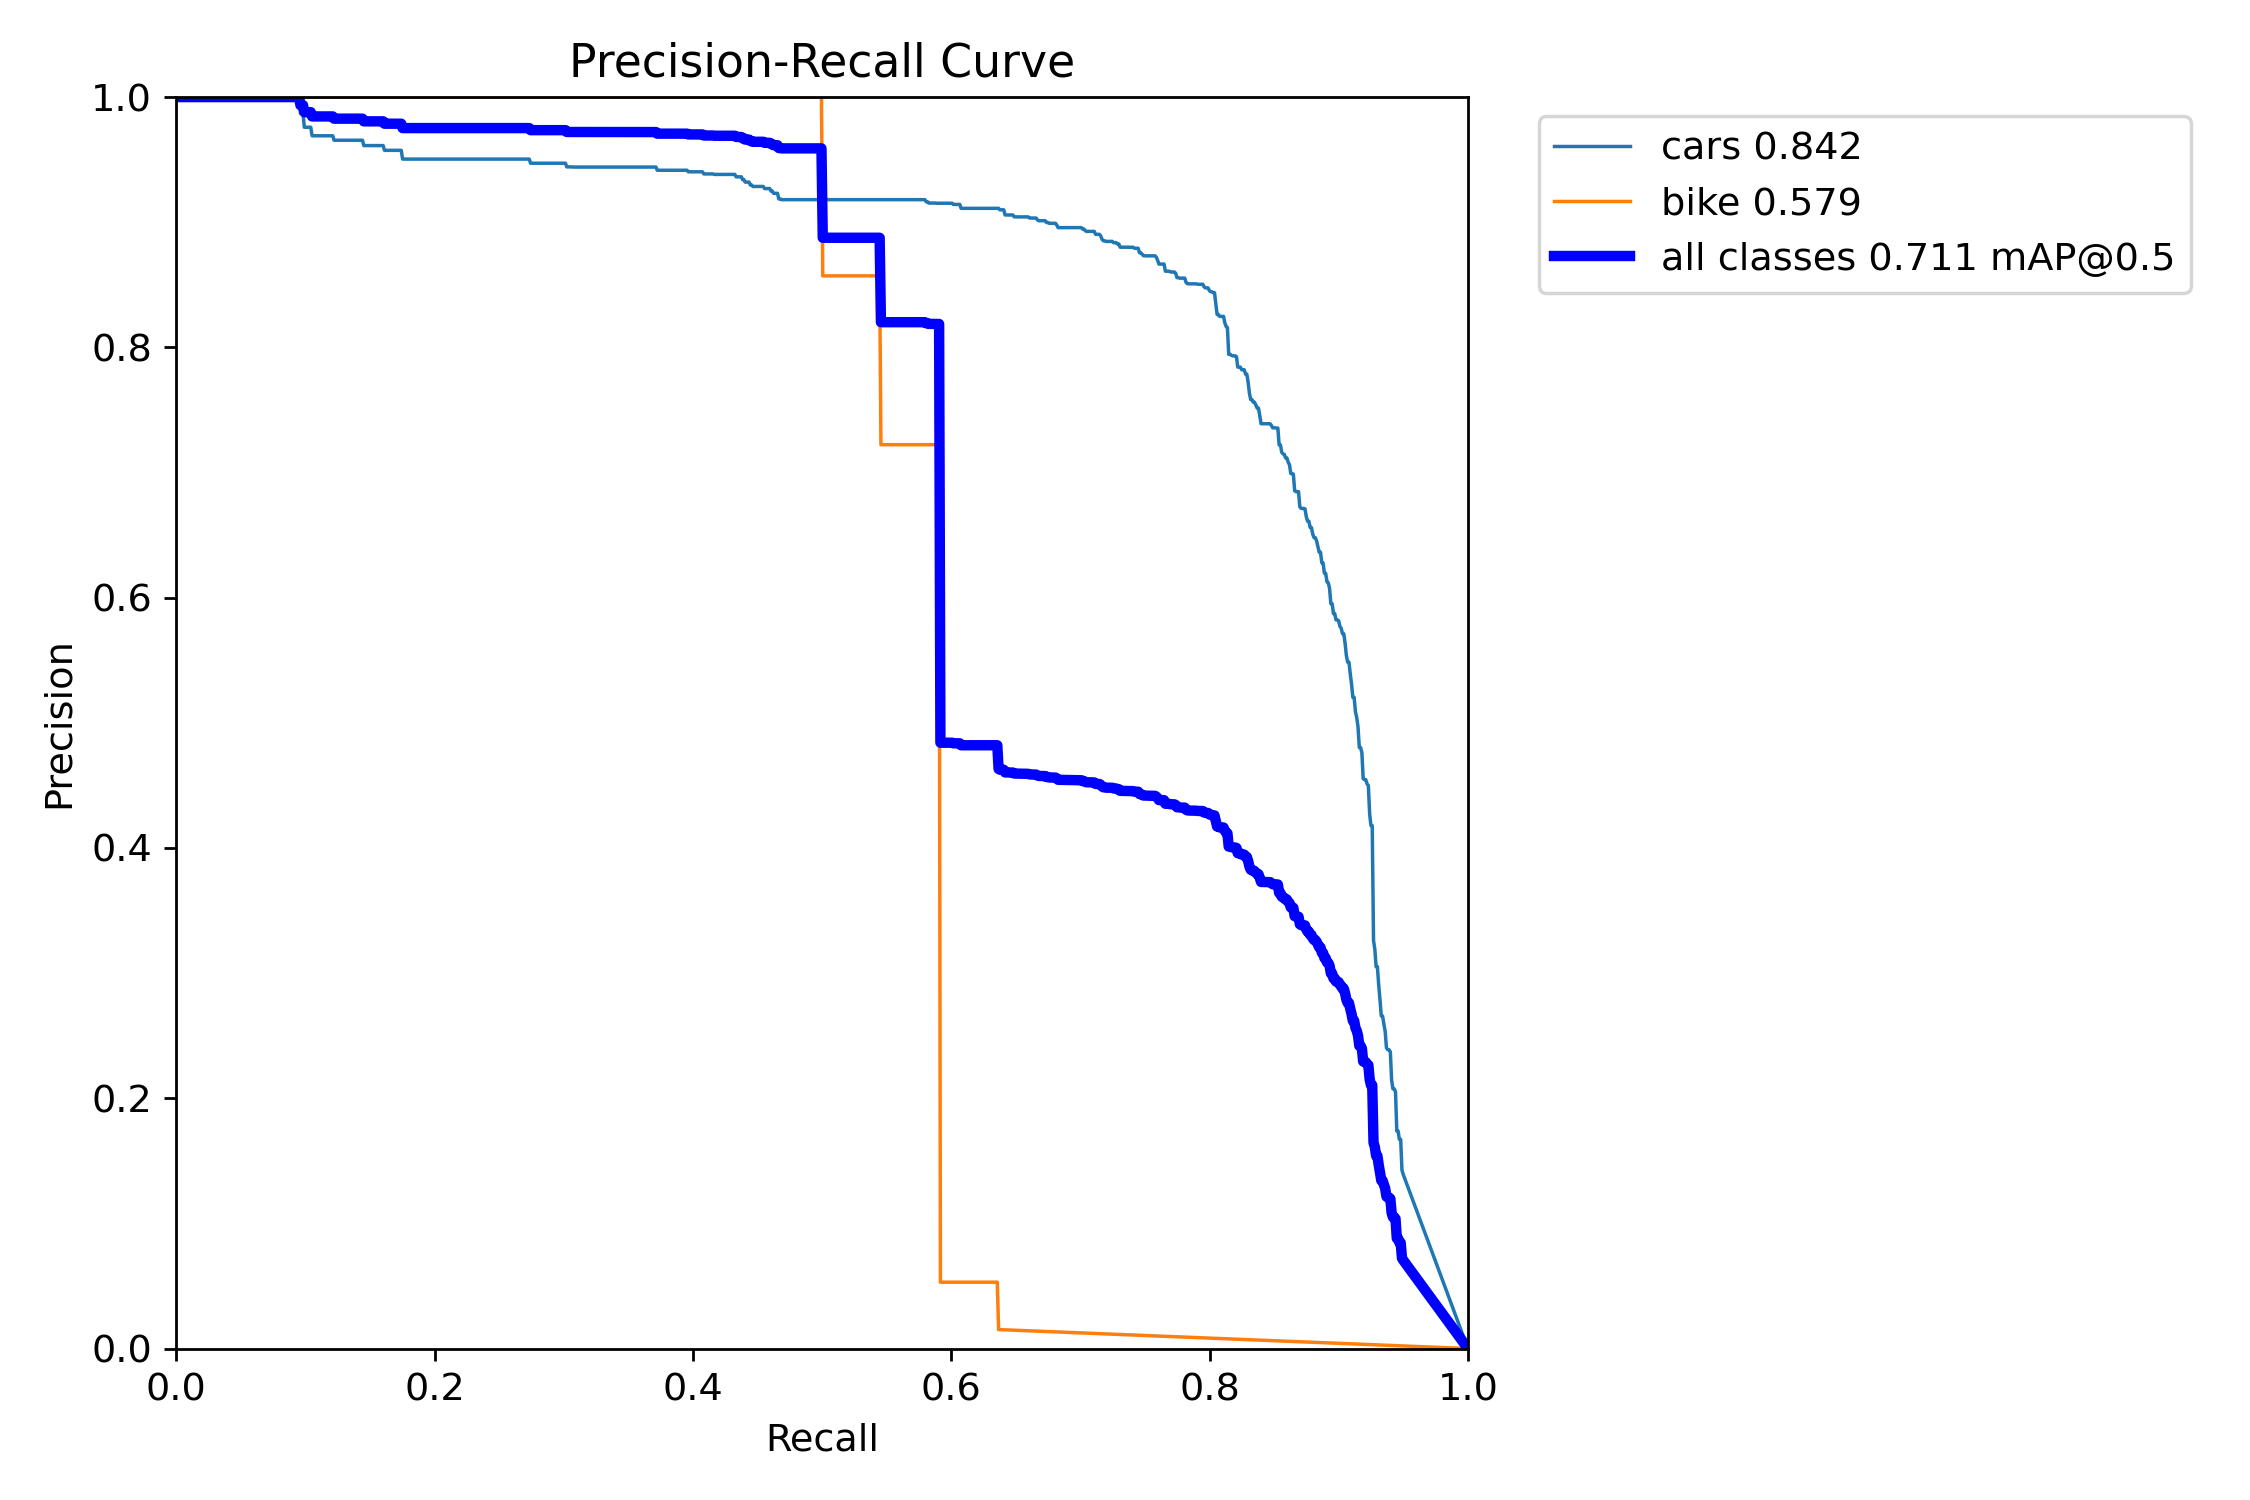 Precision-Recall Curve
cars 0.842
bike 0.579
all classes 0.711 mAP@0.5
Precision
1.0
0.8
0.6
0.4
0.2
0.0
0.0 0.2 0.4 0.6 0.8 1.0
Recall